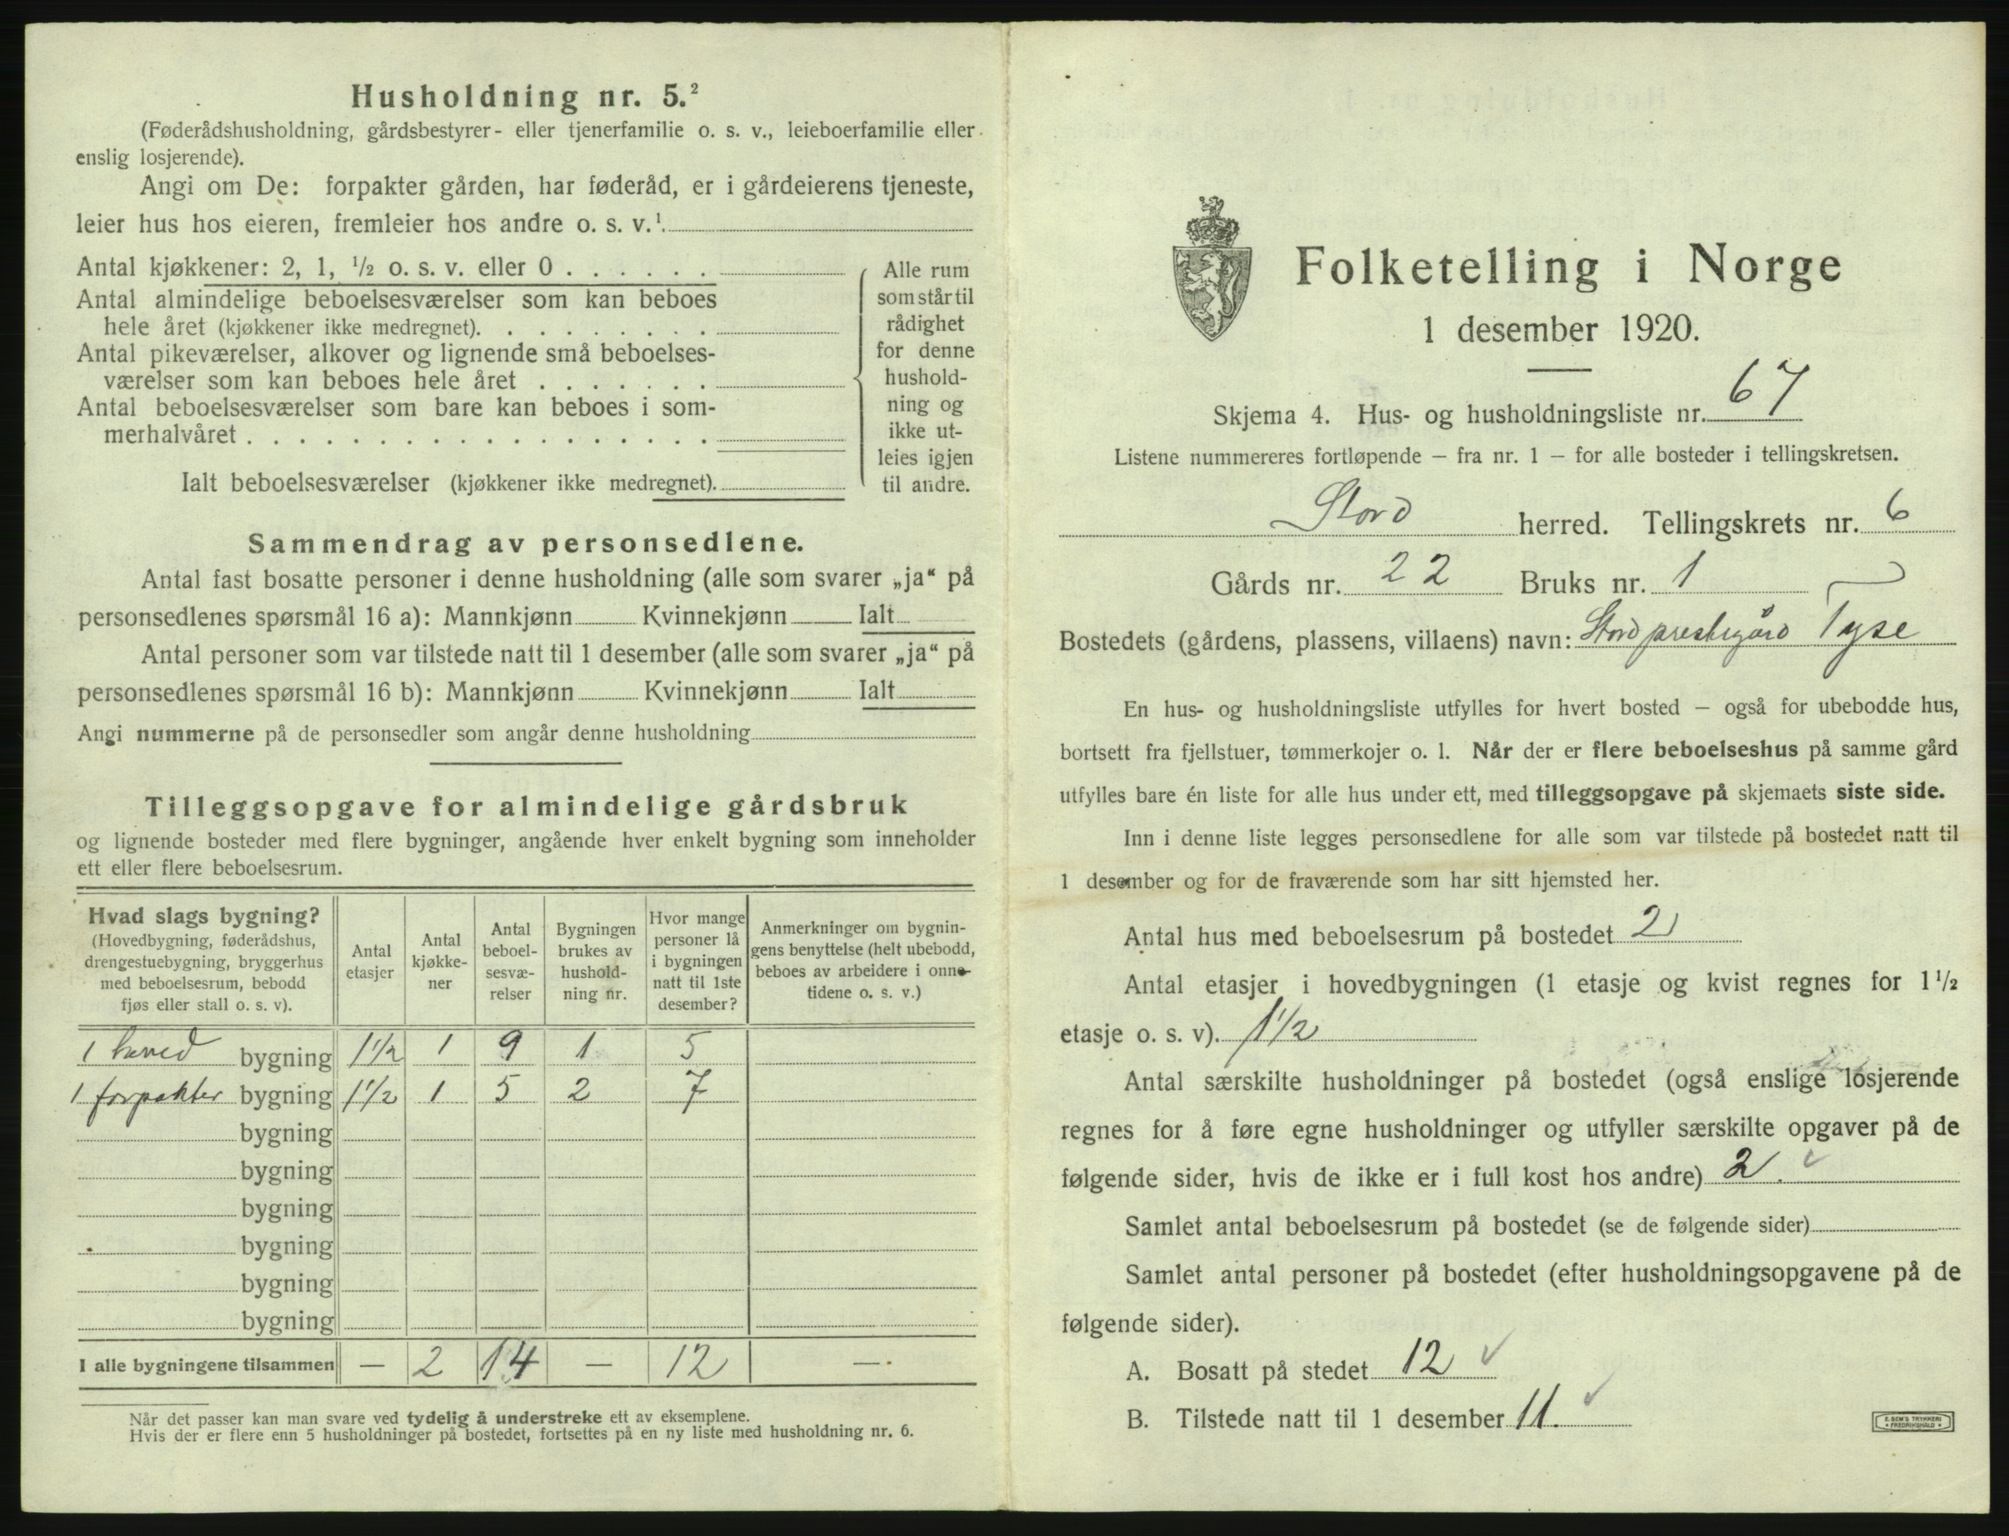 Husholdning nr. 5.²
(Føderådshusholdning, gårdsbestyrer- eller tjenerfamilie o. s. v., leieboerfamilie eller
enslig losjerende).
Angi om De: forpakter gården, har føderåd, er i gårdeierens tjeneste,
leier hus hos eieren, fremleier hos andre o. s. v.¹.
Antal kjøkkener: 2, 1, ½ o. s. v. eller 0 . . . . . .
Antal almindelige beboelsesværelser som kan beboes
hele året (kjøkkener ikke medregnet). . . . . . . . .
Antal pikeværelser, alkover og lignende små beboelses-
værelser som kan beboes hele året . . . . . . .
Antal beboelsesværelser som bare kan beboes i som-
merhalvåret . . . . . . . . . . . . . . . . . .
Ialt beboelsesværelser (kjøkkener ikke medregnet).
Alle rum
som står til
rådighet
for denne
hushold-
ning og
ikke ut-
leies igjen
til andre.
Sammendrag av personsedlene.
Antal fast bosatte personer i denne husholdning (alle som svarer „ja“ på
personsedlenes spørsmål 16 a): Mannkjønn Kvinnekjønn Ialt
Antal personer som var tilstede natt til 1 desember (alle som svarer „ja“ på
personsedlenes spørsmål 16 b): Mannkjønn Kvinnekjønn Ialt
Angi nummerne på de personsedler som angår denne husholdning
Tilleggsopgave for almindelige gårdsbruk
og lignende bosteder med flere bygninger, angående hver enkelt bygning som inneholder
ett eller flere beboelsesrum.
Hvad slags bygning?
(Hovedbygning, føderådshus,
drengestuebygning, bryggerhus
med beboelsesrum, bebodd
fjøs eller stall o. s. v).
Antal
etasjer
Antal
kjøkke-
ner
Antal
beboel-
sesvæ-
relser
Bygningen
brukes av
hushold-
ning nr.
Hvor mange
personer lå
i bygningen
natt til 1ste
desember?
Anmerkninger om bygnin-
gens benyttelse (helt ubebodd,
beboes av arbeidere i onne-
tidene o. s. v.)
1 hoved bygning 1½ 1 9 1 5
1 forpakter bygning 1½ 1 5 2 7
bygning
bygning
bygning
bygning
bygning
bygning
I alle bygningene tilsammen — 2 14 — 12 —
Når det passer kan man svare ved tydelig å understreke ett av eksemplene.
Hvis der er flere enn 5 husholdninger på bostedet, fortsettes på en ny liste med husholdning nr. 6.
Folketelling i Norge
1 desember 1920.
Skjema 4. Hus- og husholdningsliste nr. 67
Listene nummereres fortløpende – fra nr. 1 – for alle bosteder i tellingskretsen.
Stord herred. Tellingskrets nr. 6
Gårds nr. 22 Bruks nr. 1
Bostedets (gårdens, plassens, villaens) navn: Stord prestegård Tyse
En hus- og husholdningsliste utfylles for hvert bosted – også for ubebodde hus,
bortsett fra fjellstuer, tømmerkojer o. l. Når der er flere beboelseshus på samme gård
utfylles bare én liste for alle hus under ett, med tilleggsopgave på skjemaets siste side.
Inn i denne liste legges personsedlene for alle som var tilstede på bostedet natt til
1 desember og for de fraværende som har sitt hjemsted her.
Antal hus med beboelsesrum på bostedet 2
Antal etasjer i hovedbygningen (1 etasje og kvist regnes for 1½
etasje o. s. v). 1½
Antal særskilte husholdninger på bostedet (også enslige losjerende
regnes for å føre egne husholdninger og utfyller særskilte opgaver på de
følgende sider, hvis de ikke er i full kost hos andre) 2.
Samlet antal beboelsesrum på bostedet (se de følgende sider)
Samlet antal personer på bostedet (efter husholdningsopgavene på de
følgende sider).
A. Bosatt på stedet 12
B. Tilstede natt til 1 desember 11.
E. SEM'S TRYKKERI
FREDRIKSHALD